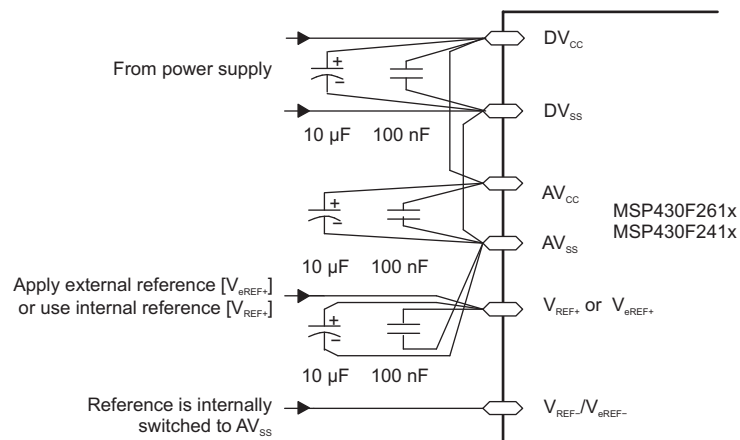 DVCC
From power supply
+
−
DVSS
10 µF 100 nF
AVCC
MSP430F261x
MSP430F241x
+
−
AVSS
10 µF 100 nF
Apply external reference [VeREF+]
or use internal reference [VREF+]
VREF+ or VeREF+
+
−
10 µF 100 nF
Reference is internally
switched to AVSS
VREF−/VeREF−